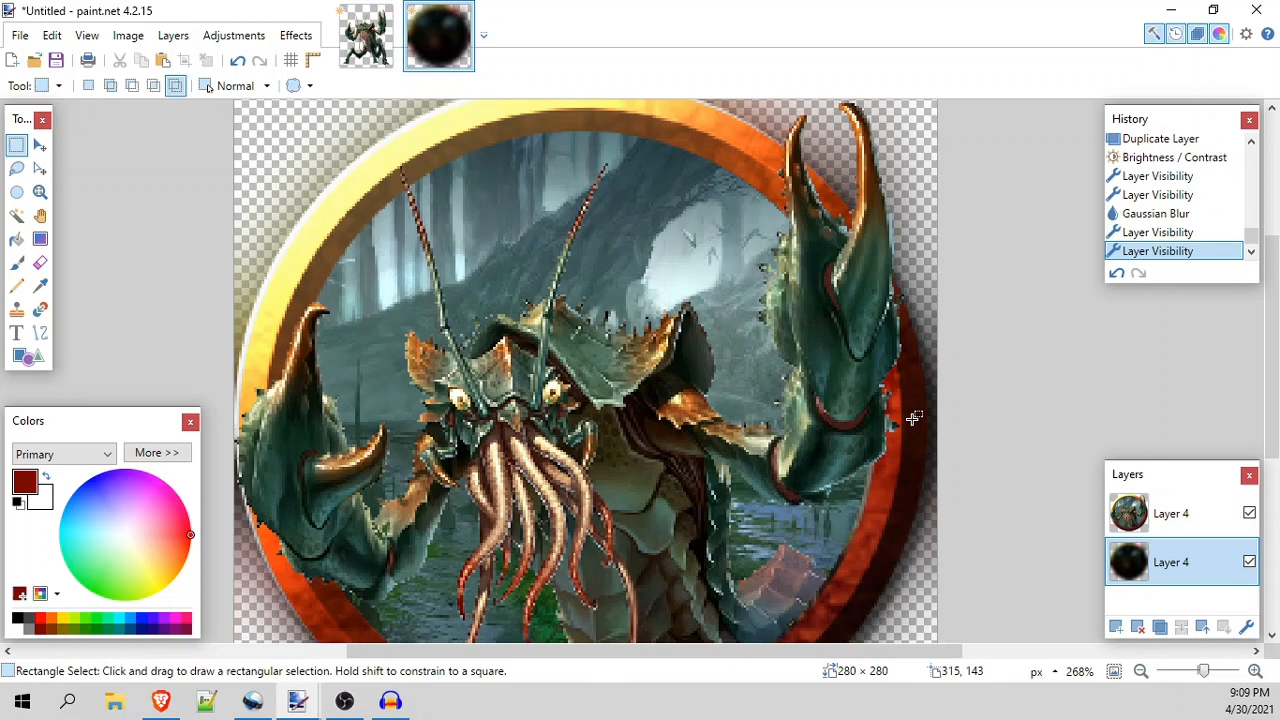 *Untitled - paint.net 4.2.15
File Edit View Image Layers Adjustments Effects
Tool: Normal
To...
History
Duplicate Layer
Brightness / Contrast
Layer Visibility
Layer Visibility
Gaussian Blur
Layer Visibility
Layer Visibility
Colors
Primary More >>
Layers
Layer 4
Layer 4
Rectangle Select: Click and drag to draw a rectangular selection. Hold shift to constrain to a square. 280 × 280 315, 143 px 268%
9:09 PM
4/30/2021